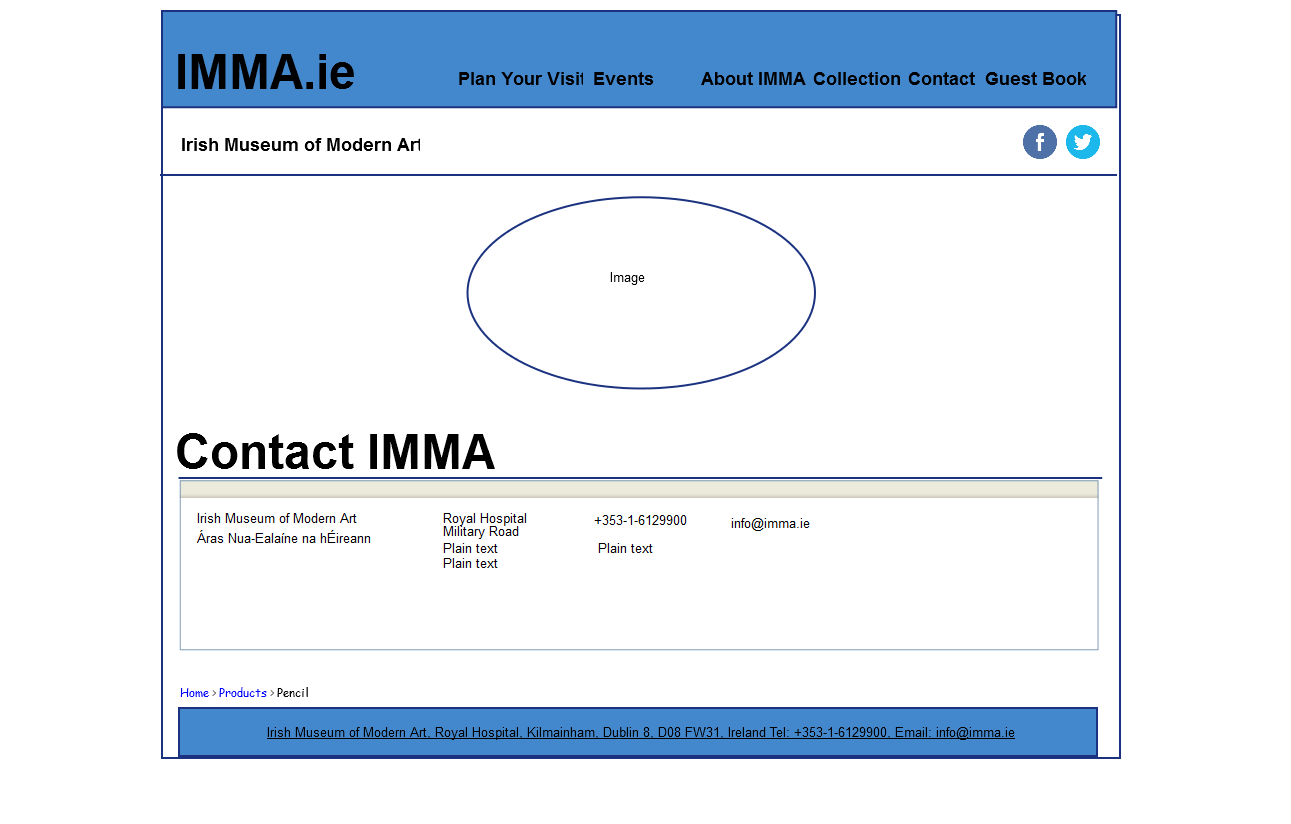 IMMA.ie
Plan Your Visit Events About IMMA Collection Contact Guest Book
Irish Museum of Modern Art
f
Image
Contact IMMA
Irish Museum of Modern Art
Áras Nua-Ealaíne na hÉireann
Royal Hospital
Military Road
Plain text
Plain text
+353-1-6129900
Plain text
info@imma.ie
Home > Products > Pencil
Irish Museum of Modern Art, Royal Hospital, Kilmainham, Dublin 8, D08 FW31, Ireland Tel: +353-1-6129900, Email: info@imma.ie